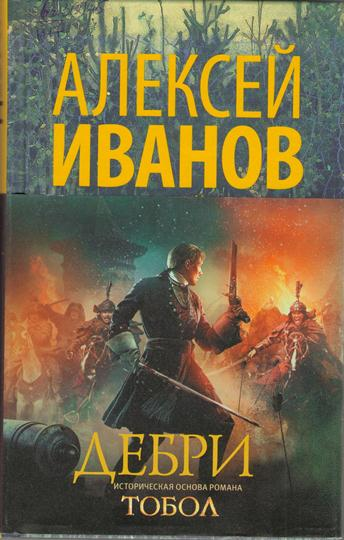 АЛЕКСЕЙ
ИВАНОВ
ДЕБРИ
ИСТОРИЧЕСКАЯ ОСНОВА РОМАНА
ТОБОЛ